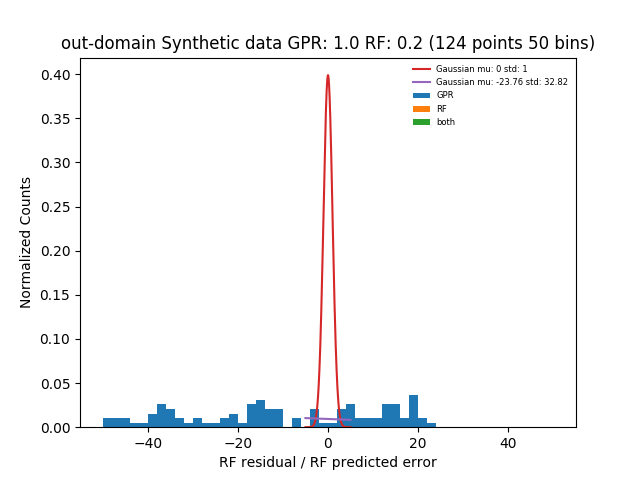 out-domain Synthetic data GPR: 1.0 RF: 0.2 (124 points 50 bins)
Gaussian mu: 0 std: 1
Gaussian mu: -23.76 std: 32.82
GPR
RF
both
Normalized Counts
0.40
0.35
0.30
0.25
0.20
0.15
0.10
0.05
0.00
−40
−20
0
20
40
RF residual / RF predicted error